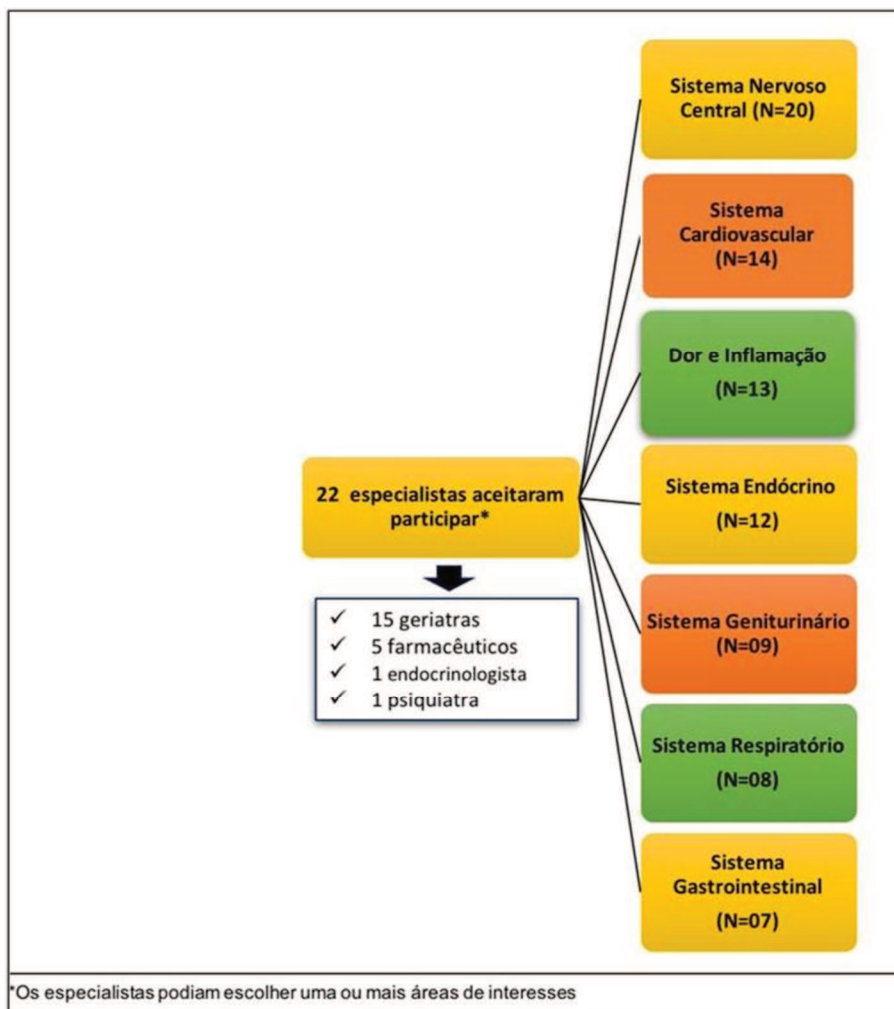 22 especialistas aceitaram
participar*
✓ 15 geriatras
✓ 5 farmacêuticos
✓ 1 endocrinologista
✓ 1 psiquiatra
Sistema Nervoso
Central (N=20)
Sistema
Cardiovascular
(N=14)
Dor e Inflamação
(N=13)
Sistema Endócrino
(N=12)
Sistema Geniturinário
(N=09)
Sistema Respiratório
(N=08)
Sistema
Gastrointestinal
(N=07)
*Os especialistas podiam escolher uma ou mais áreas de interesses